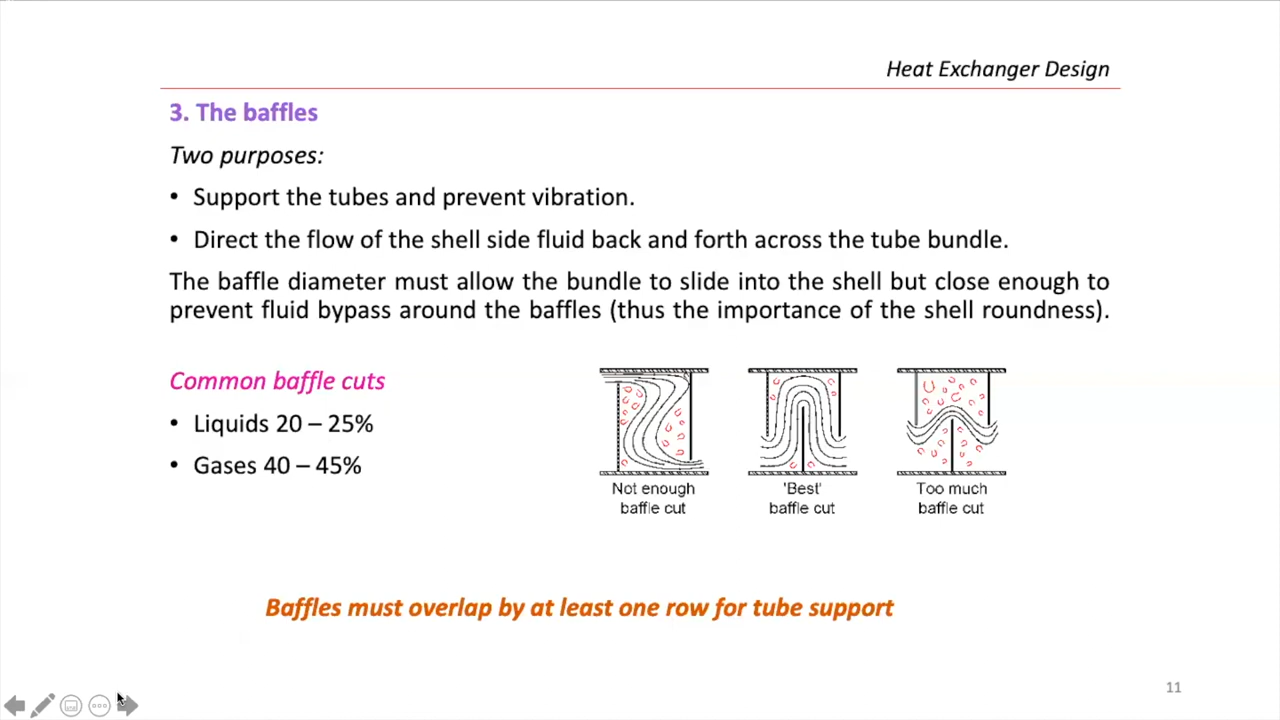 Heat Exchanger Design
3. The baffles
Two purposes:
• Support the tubes and prevent vibration.
• Direct the flow of the shell side fluid back and forth across the tube bundle.
The baffle diameter must allow the bundle to slide into the shell but close enough to
prevent fluid bypass around the baffles (thus the importance of the shell roundness).
Common baffle cuts
• Liquids 20 – 25%
• Gases 40 – 45%
Not enough
baffle cut
'Best'
baffle cut
Too much
baffle cut
Baffles must overlap by at least one row for tube support
11